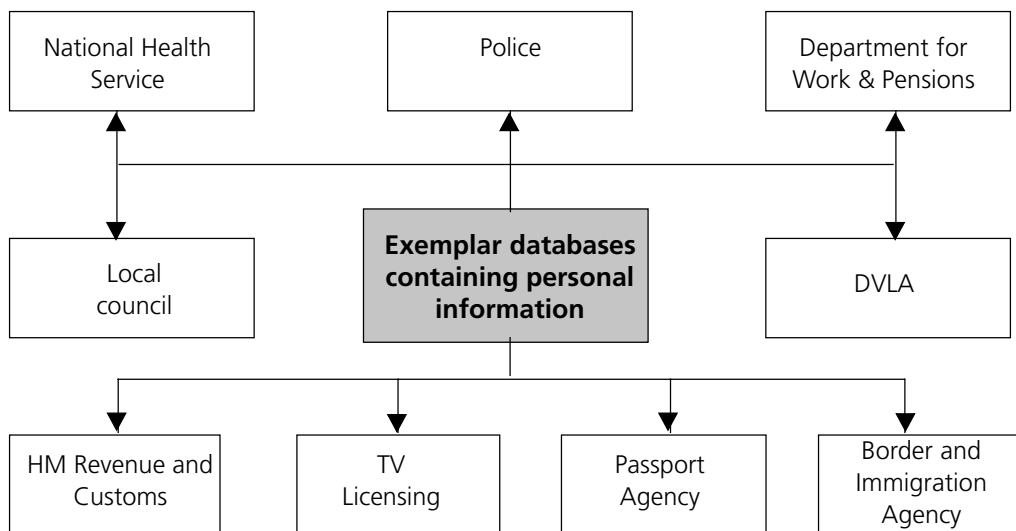 National Health
Service
Police
Department for
Work & Pensions
Local
council
Exemplar databases
containing personal
information
DVLA
HM Revenue and
Customs
TV
Licensing
Passport
Agency
Border and
Immigration
Agency